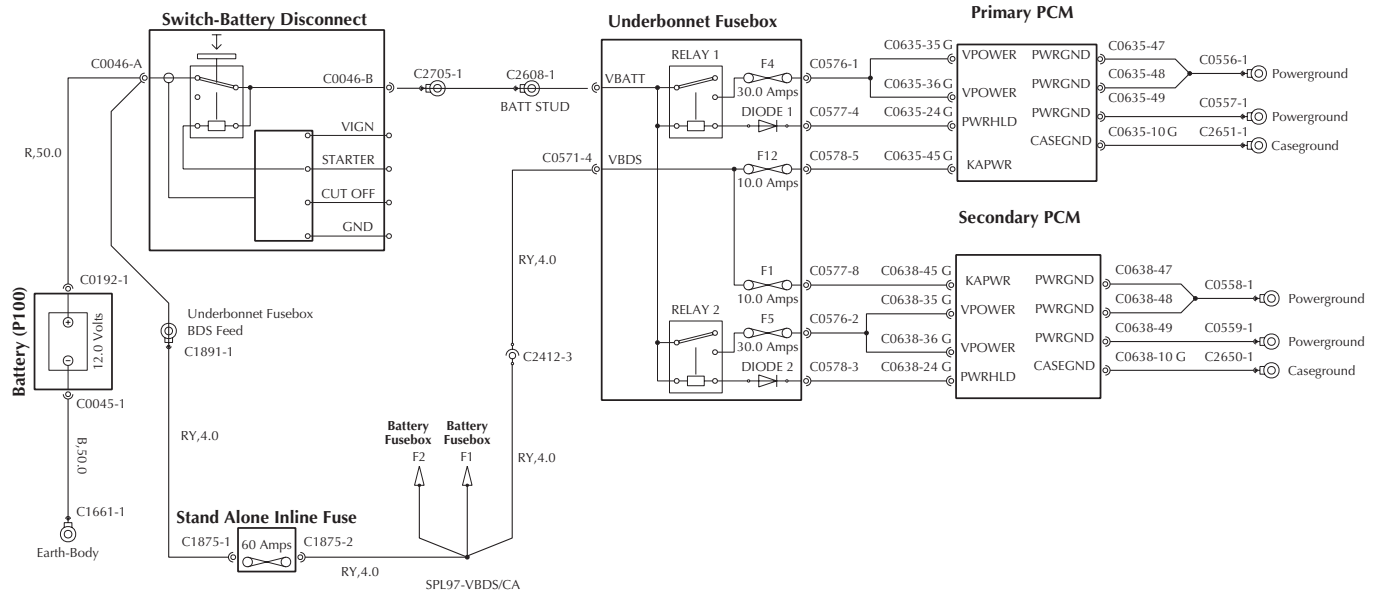 Switch-Battery Disconnect
C0046-A
C0046-B
VIGN
STARTER
CUT OFF
GND
C2705-1
C2608-1
BATT STUD
R,50.0
C0192-1
Battery (P100)
12.0 Volts
C0045-1
B,50.0
C1661-1
Earth-Body
Underbonnet Fusebox
BDS Feed
C1891-1
RY,4.0
Stand Alone Inline Fuse
C1875-1
60 Amps
C1875-2
RY,4.0
Battery
Fusebox
F2
Battery
Fusebox
F1
SPL97-VBDS/CA
RY,4.0
C2412-3
RY,4.0
C0571-4
Underbonnet Fusebox
VBATT
VBDS
RELAY 1
F4
30.0 Amps
DIODE 1
F12
10.0 Amps
F1
10.0 Amps
RELAY 2
F5
30.0 Amps
DIODE 2
C0576-1
C0577-4
C0578-5
C0577-8
C0576-2
C0578-3
C0635-35 G
C0635-36 G
C0635-24 G
C0635-45 G
C0638-45 G
C0638-35 G
C0638-36 G
C0638-24 G
Primary PCM
VPOWER
VPOWER
PWRHLD
KAPWR
PWRGND
PWRGND
PWRGND
CASEGND
C0635-47
C0635-48
C0635-49
C0635-10 G
C0556-1
Powerground
C0557-1
Powerground
C2651-1
Caseground
Secondary PCM
KAPWR
VPOWER
VPOWER
PWRHLD
PWRGND
PWRGND
PWRGND
CASEGND
C0638-47
C0638-48
C0638-49
C0638-10 G
C0558-1
Powerground
C0559-1
Powerground
C2650-1
Caseground